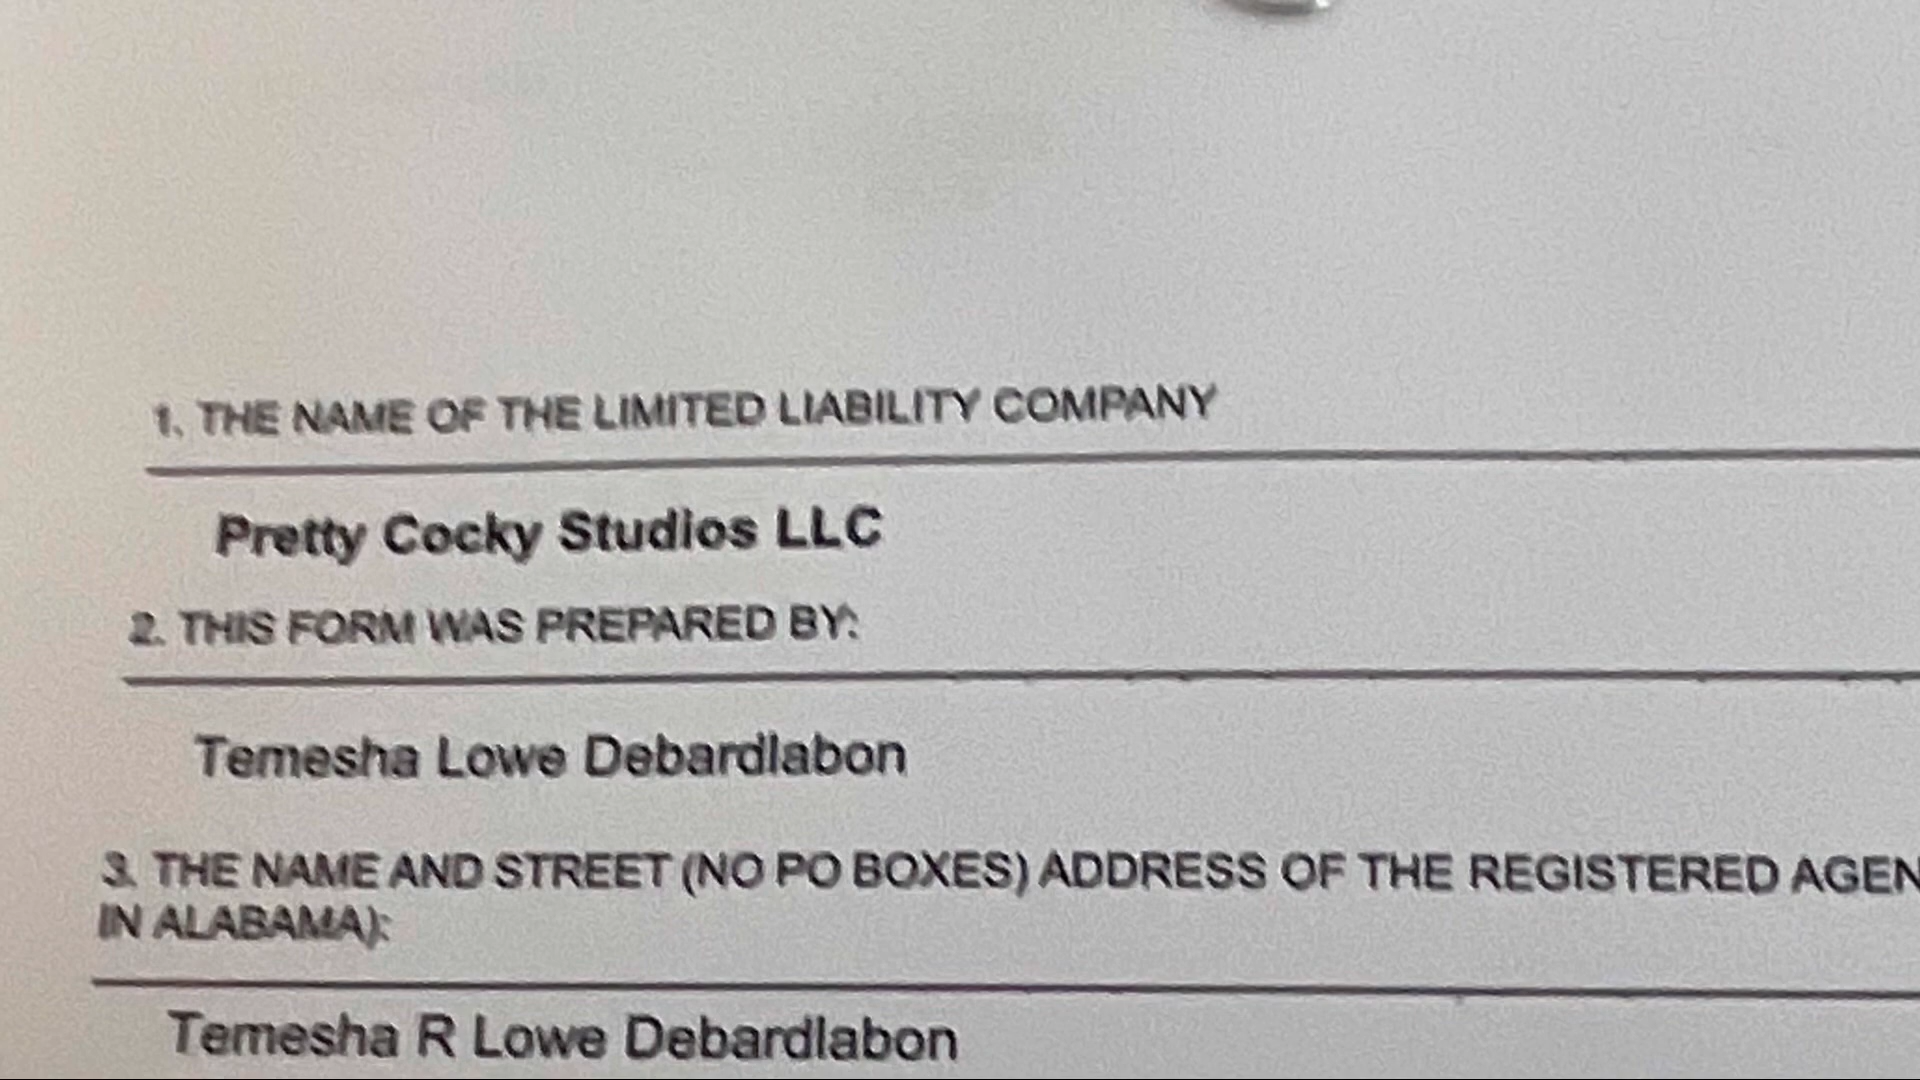 1. THE NAME OF THE LIMITED LIABILITY COMPANY
Pretty Cocky Studios LLC
2. THIS FORM WAS PREPARED BY:
Temesha Lowe Debardlabon
3. THE NAME AND STREET (NO PO BOXES) ADDRESS OF THE REGISTERED AGEN
IN ALABAMA):
Temesha R Lowe Debardlabon